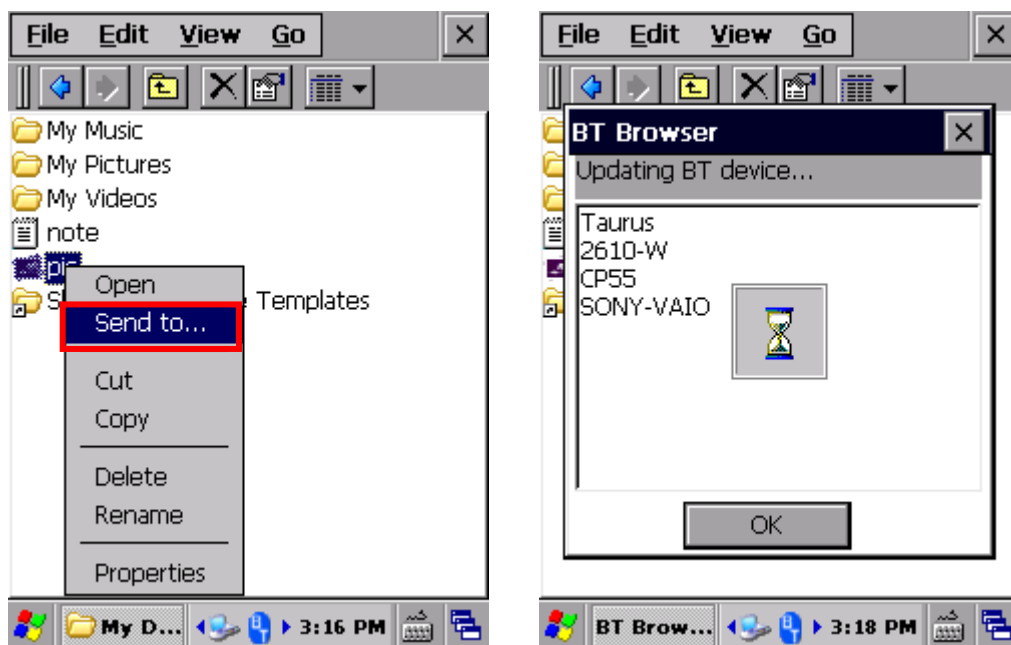 File Edit View Go
My Music
My Pictures
My Videos
note
pic
Open
Templates
Send to...
Cut
Copy
Delete
Rename
Properties
My D... 3:16 PM
File Edit View Go
BT Browser
Updating BT device...
Taurus
2610-W
CP55
SONY-VAIO
OK
BT Brow... 3:18 PM